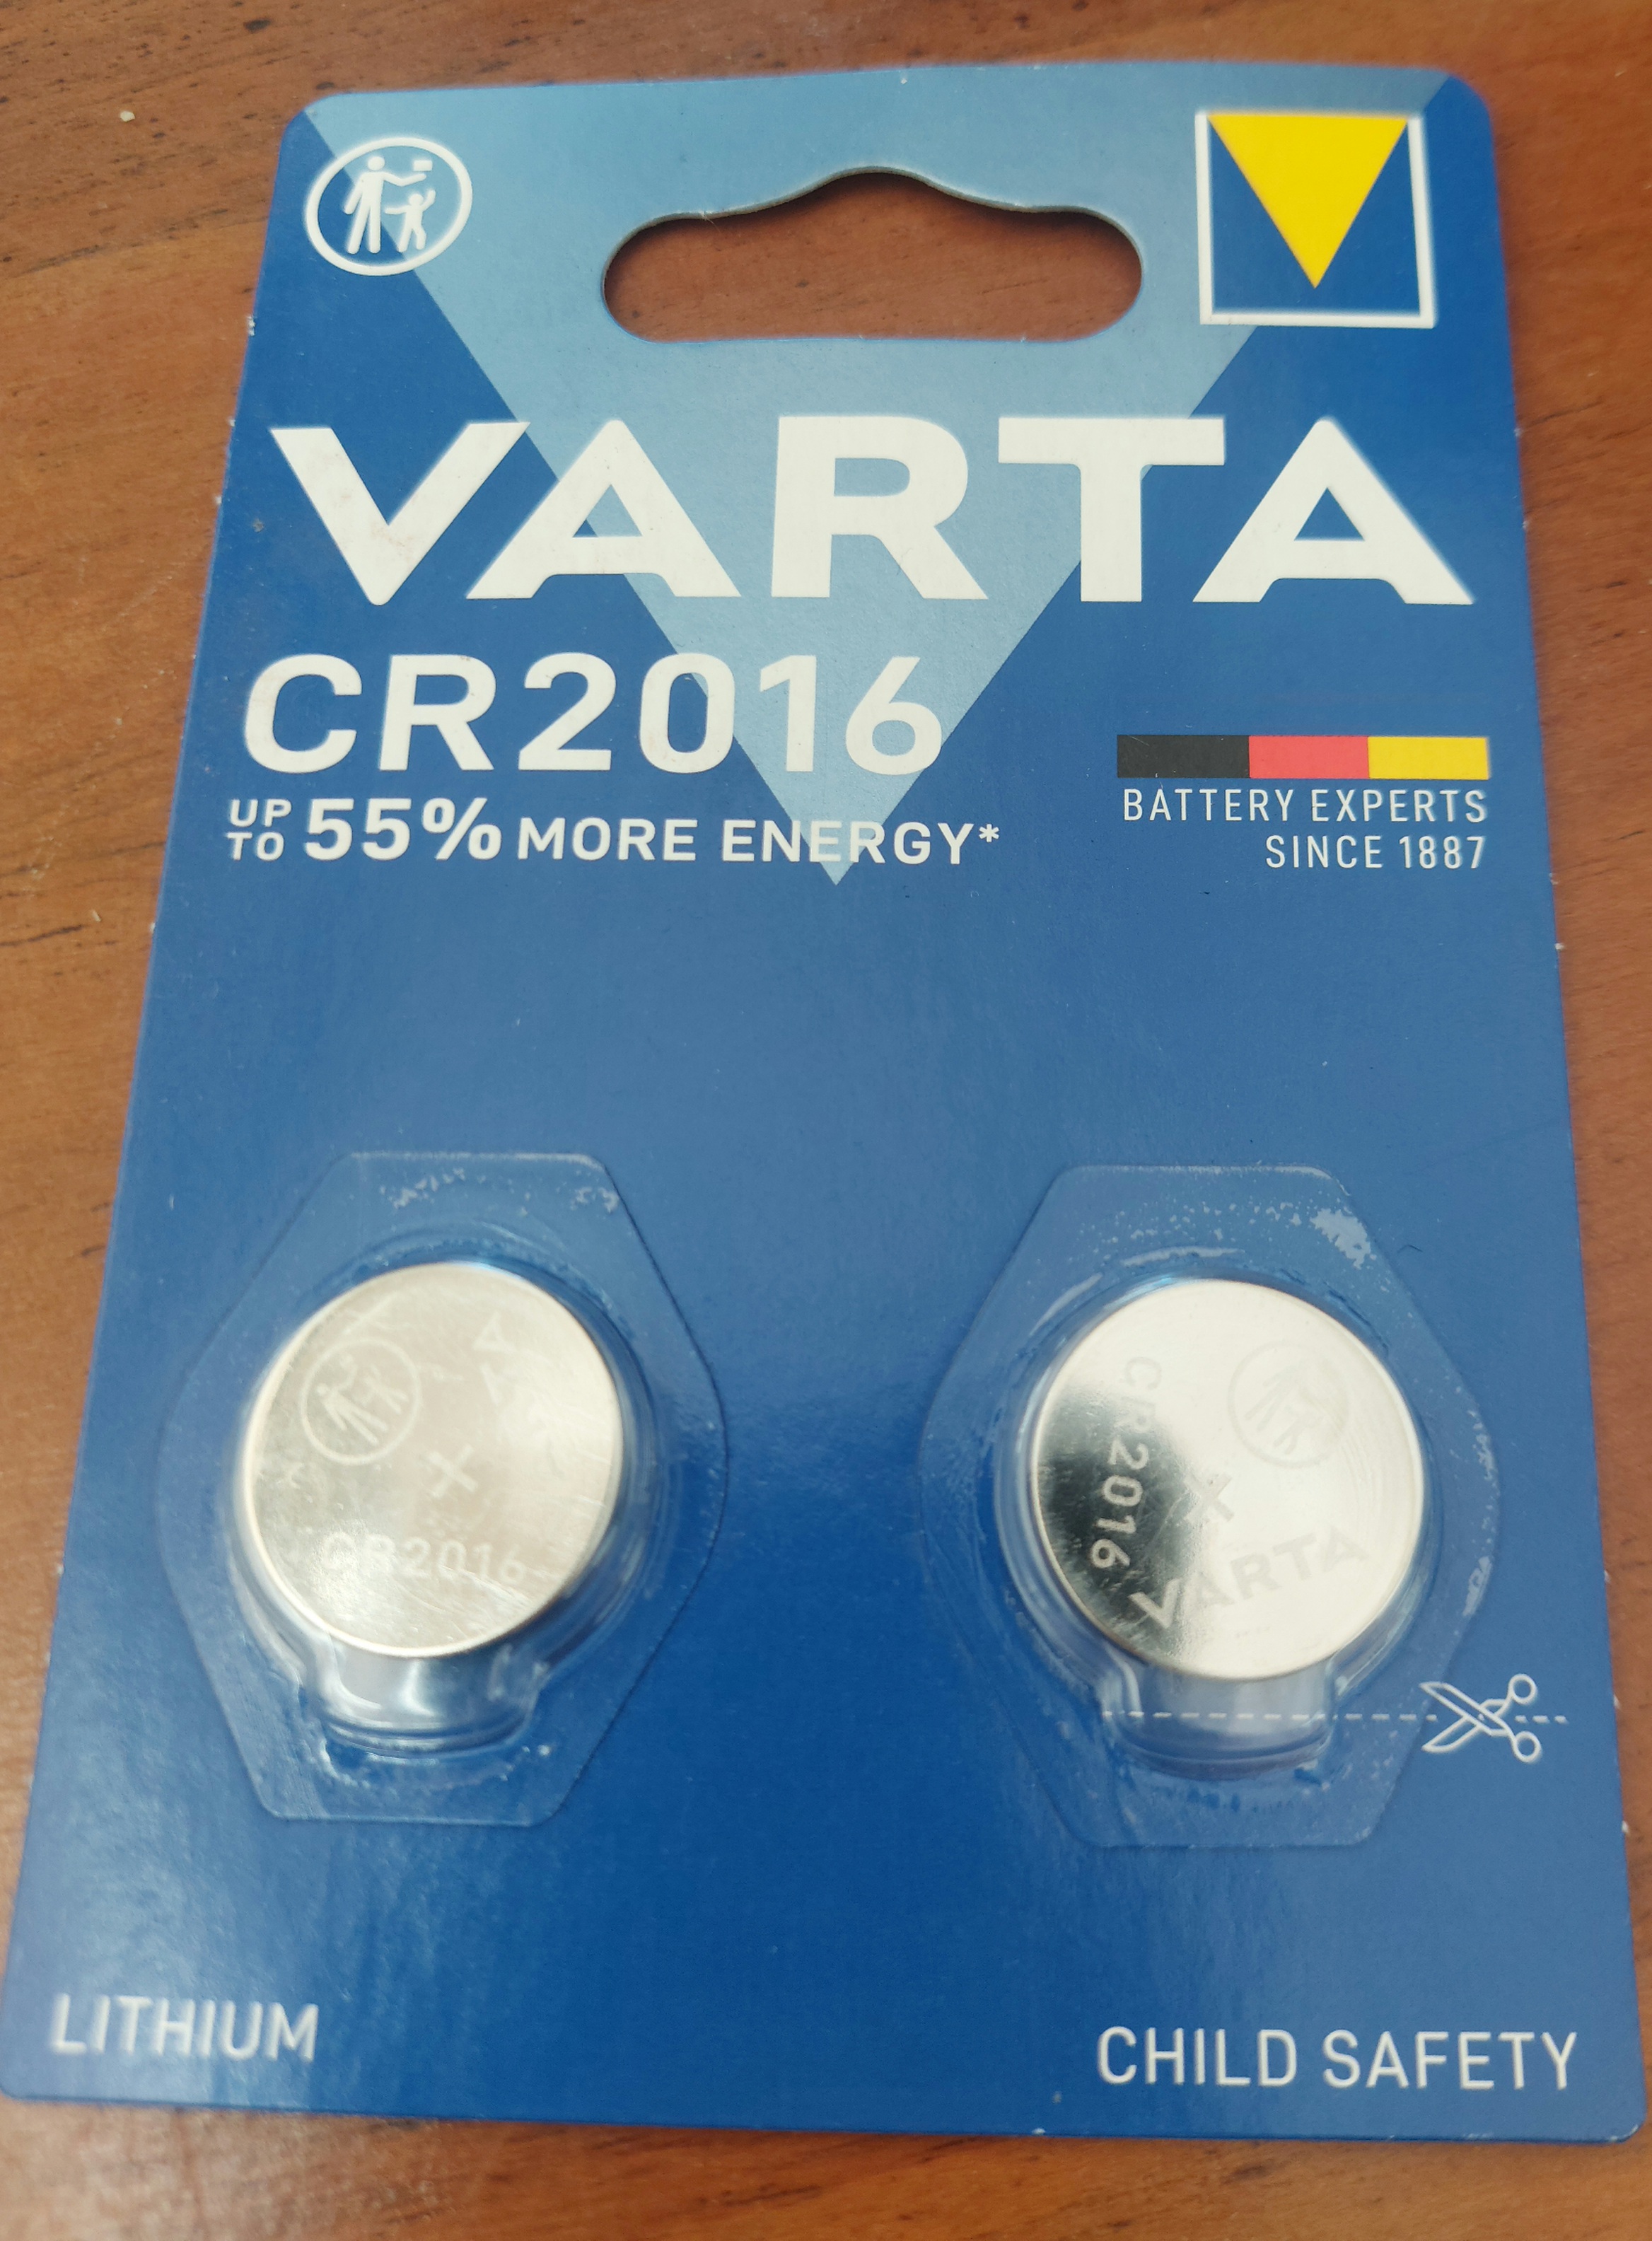 VARTA
CR2016
UP TO 55% MORE ENERGY*
BATTERY EXPERTS
SINCE 1887
CR2016
CR2016
VARTA
LITHIUM
CHILD SAFETY